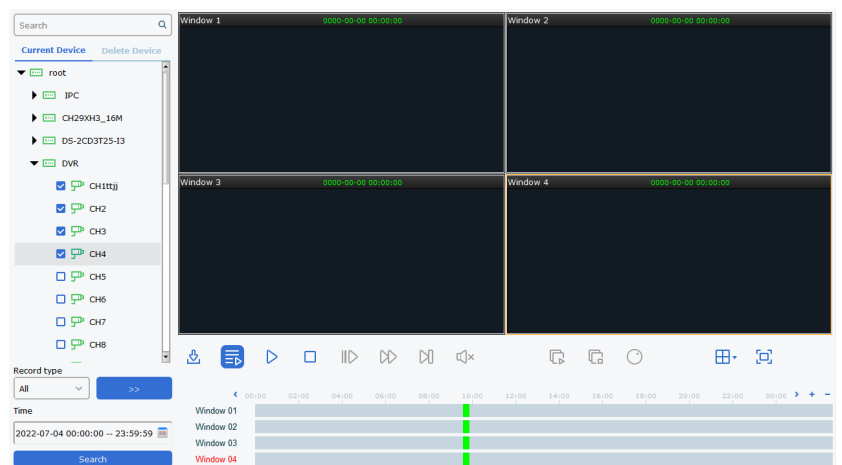 Search
Current Device Delete Device
root
IPC
CH29XH3_16M
DS-2CD3T25-I3
DVR
CH1ttjj
CH2
CH3
CH4
CH5
CH6
CH7
CH8
Record type
All >>
Time
2022-07-04 00:00:00 -- 23:59:59
Search
Window 1 0000-00-00 00:00:00
Window 2 0000-00-00 00:00:00
Window 3 0000-00-00 00:00:00
Window 4 0000-00-00 00:00:00
00:00 02:00 04:00 06:00 08:00 10:00 12:00 14:00 16:00 18:00 20:00 22:00 00:00 + -
Window 01
Window 02
Window 03
Window 04